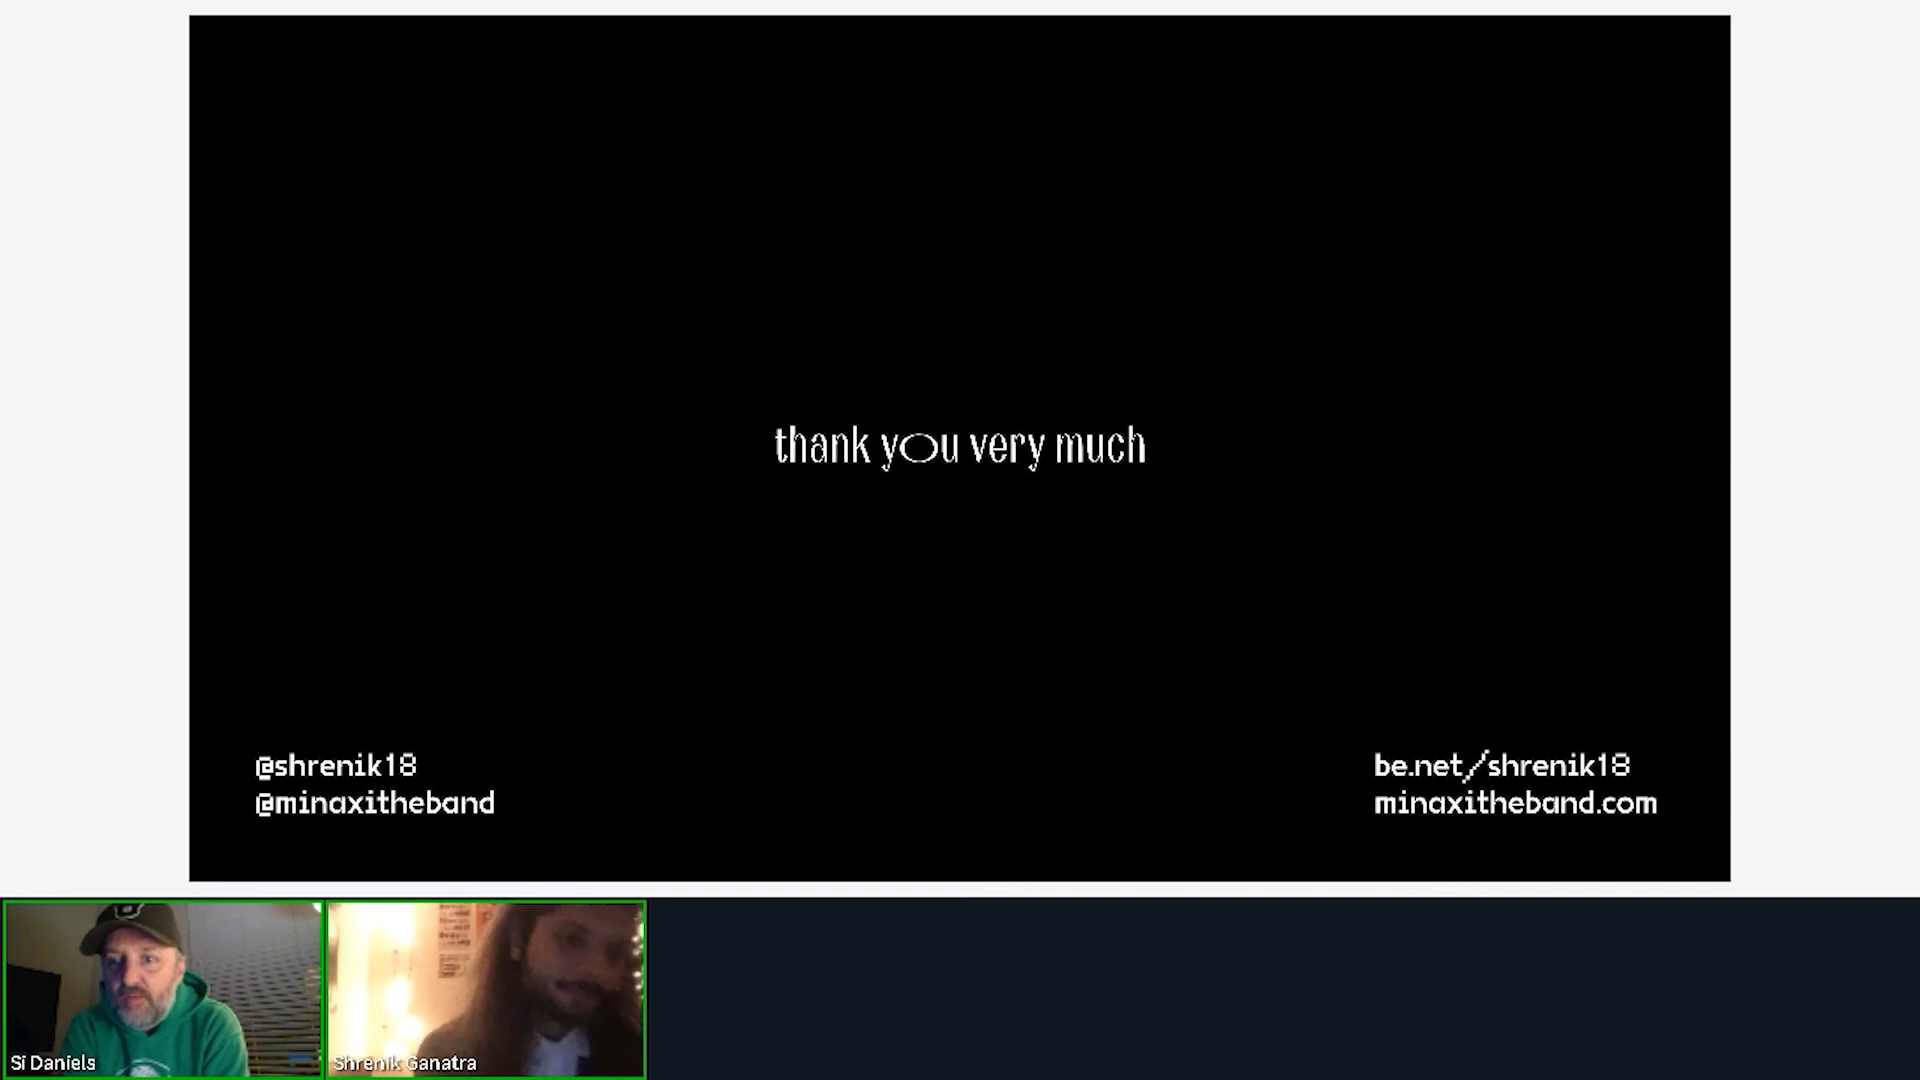 thank you very much
@shrenik18
@minaxitheband
be.net/shrenik18
minaxitheband.com
Si Daniels
Shrenik Ganatra